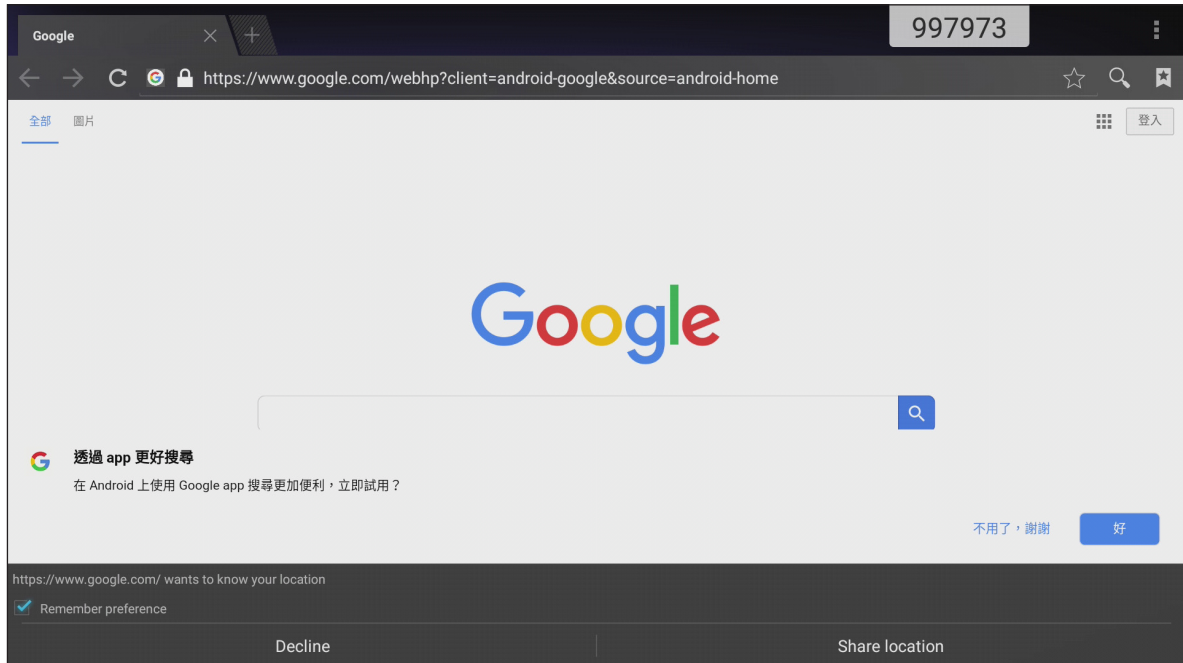 Google
997973
https://www.google.com/webhp?client=android-google&source=android-home
全部 圖片
登入
Google
透過 app 更好搜尋
在 Android 上使用 Google app 搜尋更加便利，立即試用？
不用了，謝謝 好
https://www.google.com/ wants to know your location
Remember preference
Decline Share location